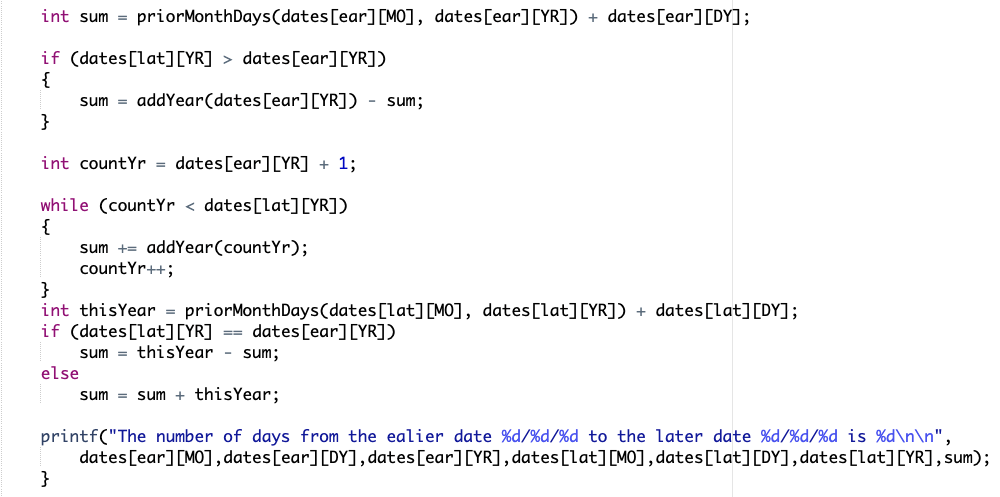 int sum = priorMonthDays(dates[ear][MO], dates[ear][YR]) + dates[ear][DY];
if (dates[lat][YR] > dates[ear][YR])
{
sum = addYear(dates[ear][YR]) - sum;
}
int countYr = dates[ear][YR] + 1;
while (countYr < dates[lat][YR])
{
sum += addYear(countYr);
countYr++;
}
int thisYear = priorMonthDays(dates[lat][MO], dates[lat][YR]) + dates[lat][DY];
if (dates[lat][YR] == dates[ear][YR])
sum = thisYear - sum;
else
sum = sum + thisYear;
printf("The number of days from the ealier date %d/%d/%d to the later date %d/%d/%d is %d\n\n",
dates[ear][MO],dates[ear][DY],dates[ear][YR],dates[lat][MO],dates[lat][DY],dates[lat][YR],sum);
}